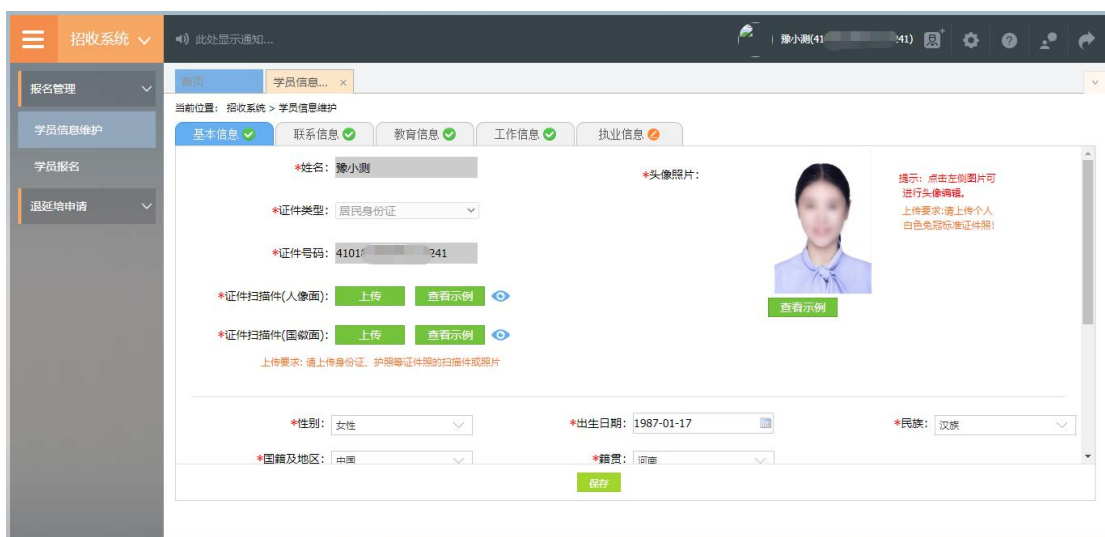 招收系统
此处显示通知...
豫小测(41 241)
报名管理
学员信息维护
学员报名
退延培申请
首页
学员信息... ×
当前位置： 招收系统 > 学员信息维护
基本信息
联系信息
教育信息
工作信息
执业信息
*姓名： 豫小测
*头像照片：
提示：点击左侧图片可
进行头像编辑。
上传要求:请上传个人
白色免冠标准证件照!
*证件类型： 居民身份证
*证件号码： 4101 241
查看示例
*证件扫描件(人像面)： 上传 查看示例
*证件扫描件(国徽面)： 上传 查看示例
上传要求: 请上传身份证、护照等证件照的扫描件或照片
*性别： 女性
*出生日期： 1987-01-17
*民族： 汉族
*国籍及地区： 中国
*籍贯： 河南
保存